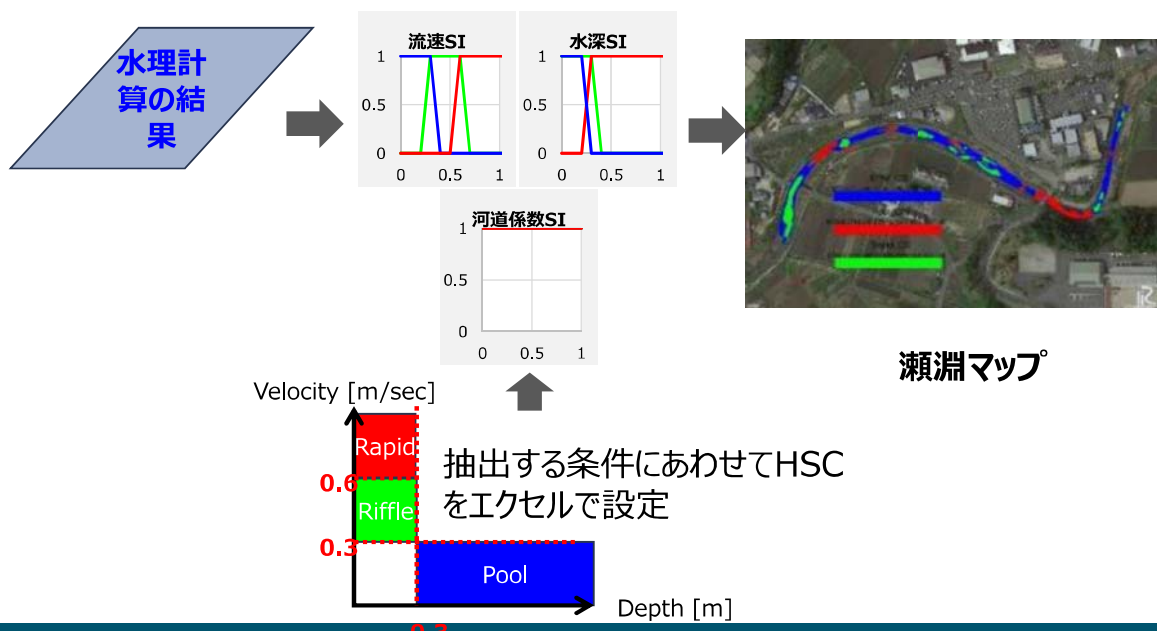 水理計
算の結
果
流速SI
1
0.5
0
0
0.5
1
水深SI
1
0.5
0
0
0.5
1
河道係数SI
1
0.5
0
0
0.5
1
瀬淵マップ
Velocity [m/sec]
Rapid
0.6
Riffle
0.3
Pool
Depth [m]
抽出する条件にあわせてHSC
をエクセルで設定